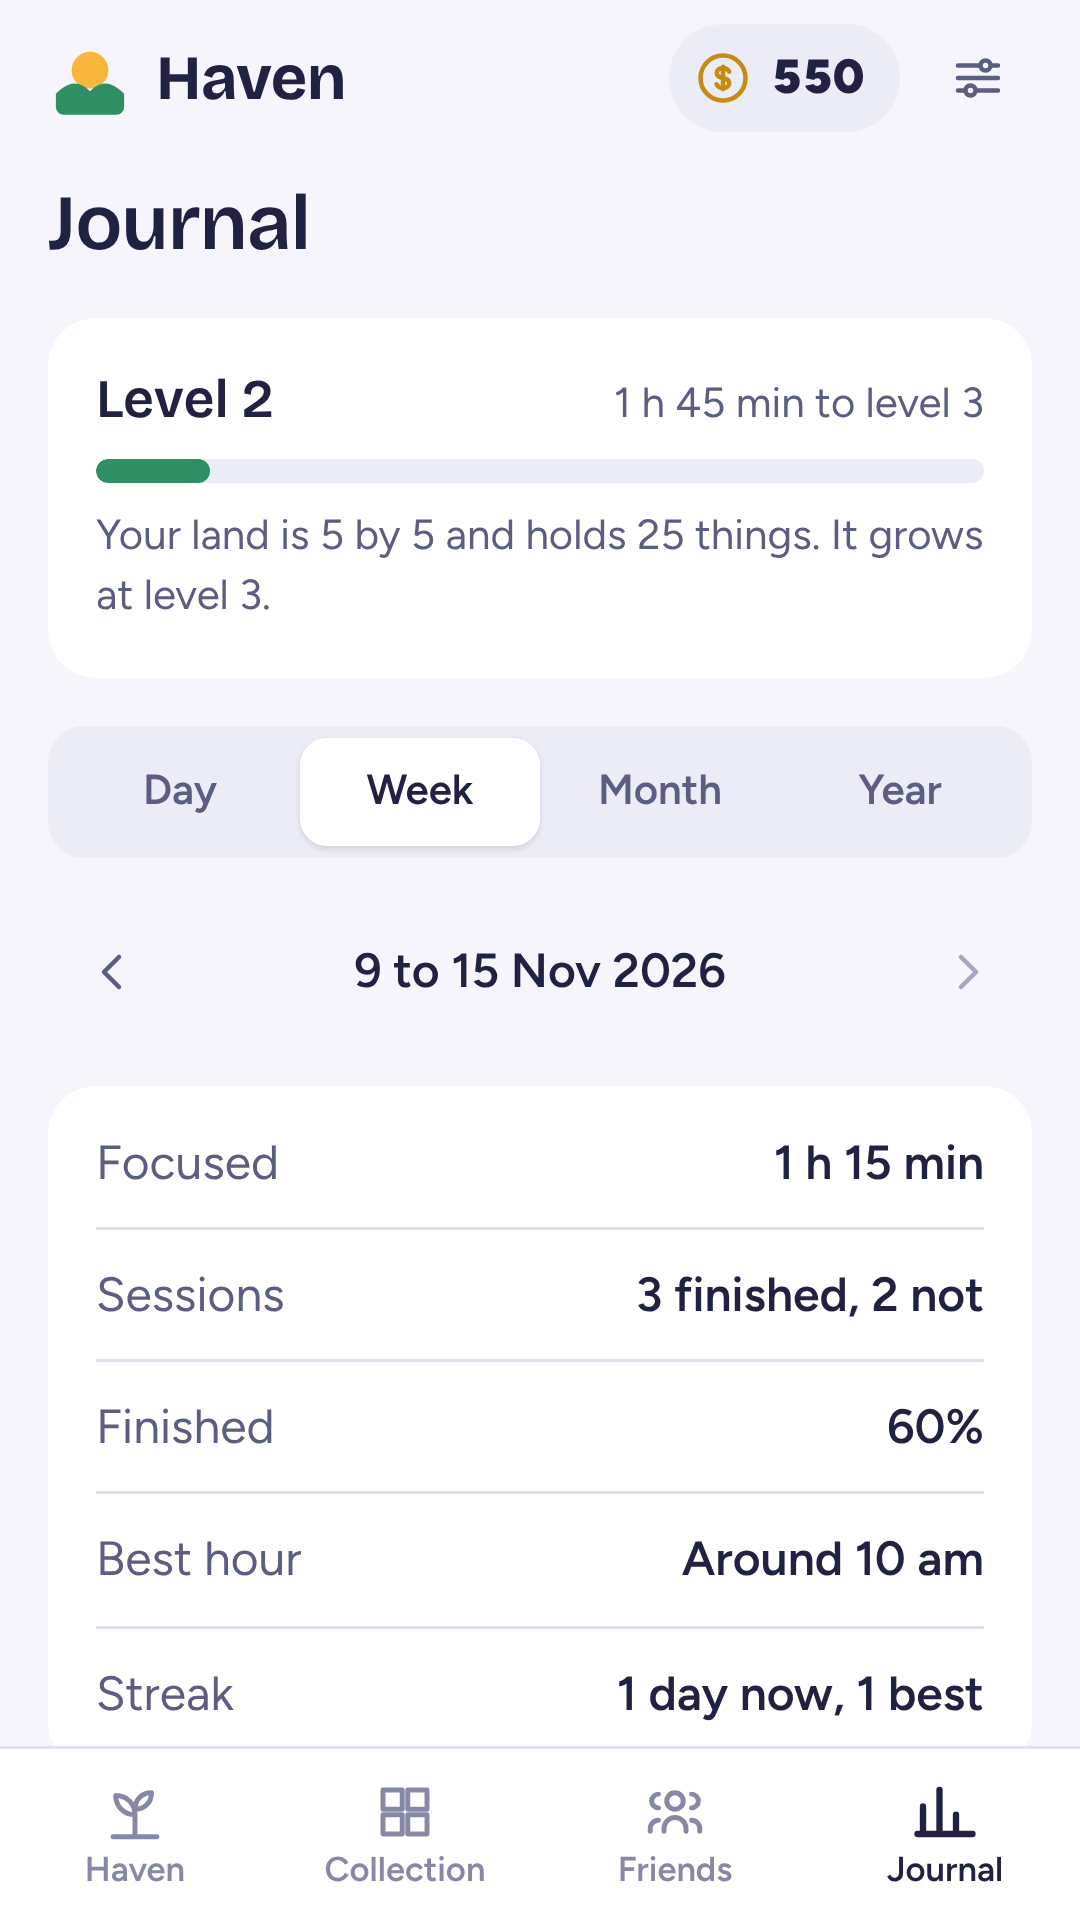 Haven
550
Journal
Level 2
1 h 45 min to level 3
Your land is 5 by 5 and holds 25 things. It grows
at level 3.
Day
Week
Month
Year
9 to 15 Nov 2026
Focused
1 h 15 min
Sessions
3 finished, 2 not
Finished
60%
Best hour
Around 10 am
Streak
1 day now, 1 best
Haven
Collection
Friends
Journal